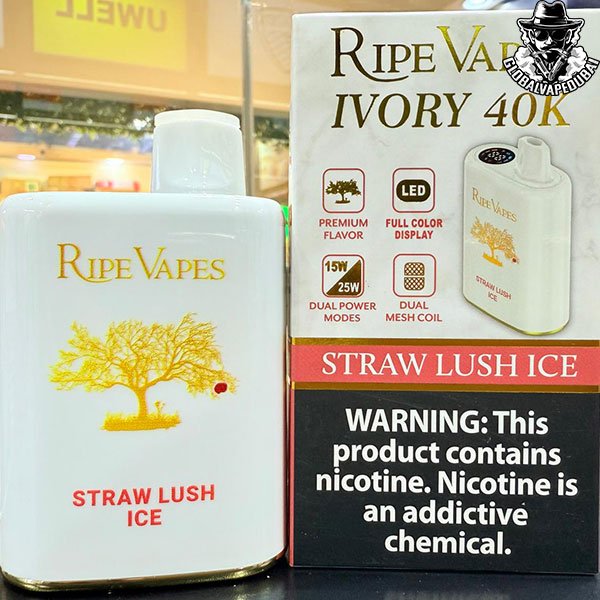 UWELL
RIPE VAPES
STRAW LUSH
ICE
RIPE VAP
IVORY 40K
GLOBALVAPEDUBAI
PREMIUM
FLAVOR
LED
FULL COLOR
DISPLAY
15W
25W
DUAL POWER
MODES
DUAL
MESH COIL
RIPE VAPES
STRAW LUSH
ICE
STRAW LUSH ICE
WARNING: This
product contains
nicotine. Nicotine is
an addictive
chemical.